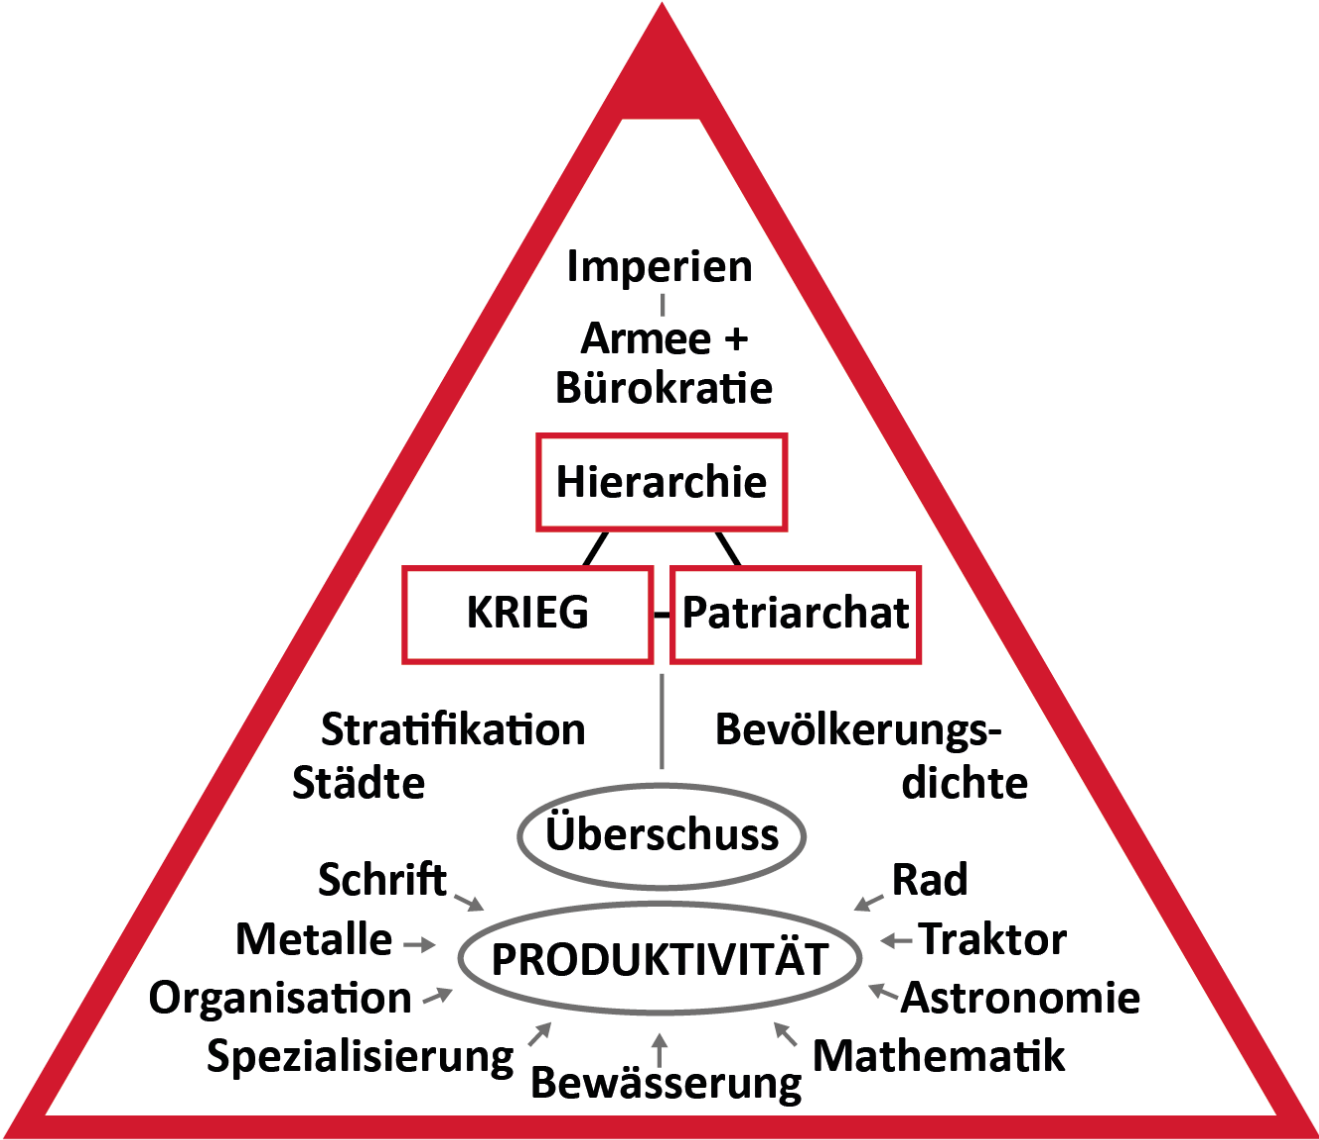 Imperien
Armee +
Bürokratie
Hierarchie
KRIEG
Patriarchat
Stratifikation
Städte
Bevölkerungs-
dichte
Überschuss
Schrift
Rad
Metalle
PRODUKTIVITÄT
Traktor
Organisation
Astronomie
Spezialisierung
Mathematik
Bewässerung